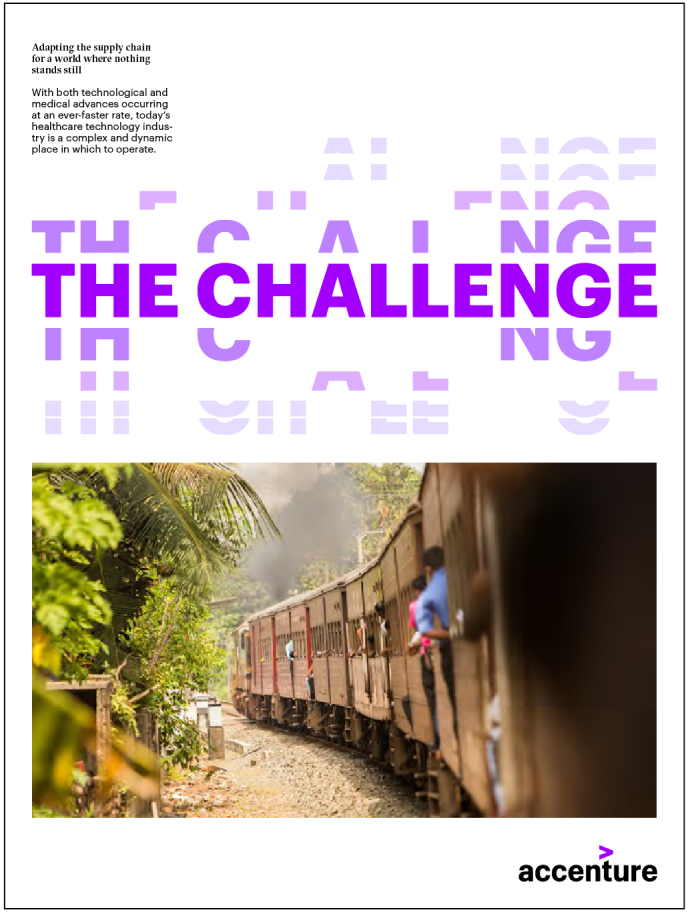 Adapting the supply chain
for a world where nothing
stands still
With both technological and
medical advances occurring
at an ever-faster rate, today's
healthcare technology indus-
try is a complex and dynamic
place in which to operate.
THE CHALLENGE
>
accenture